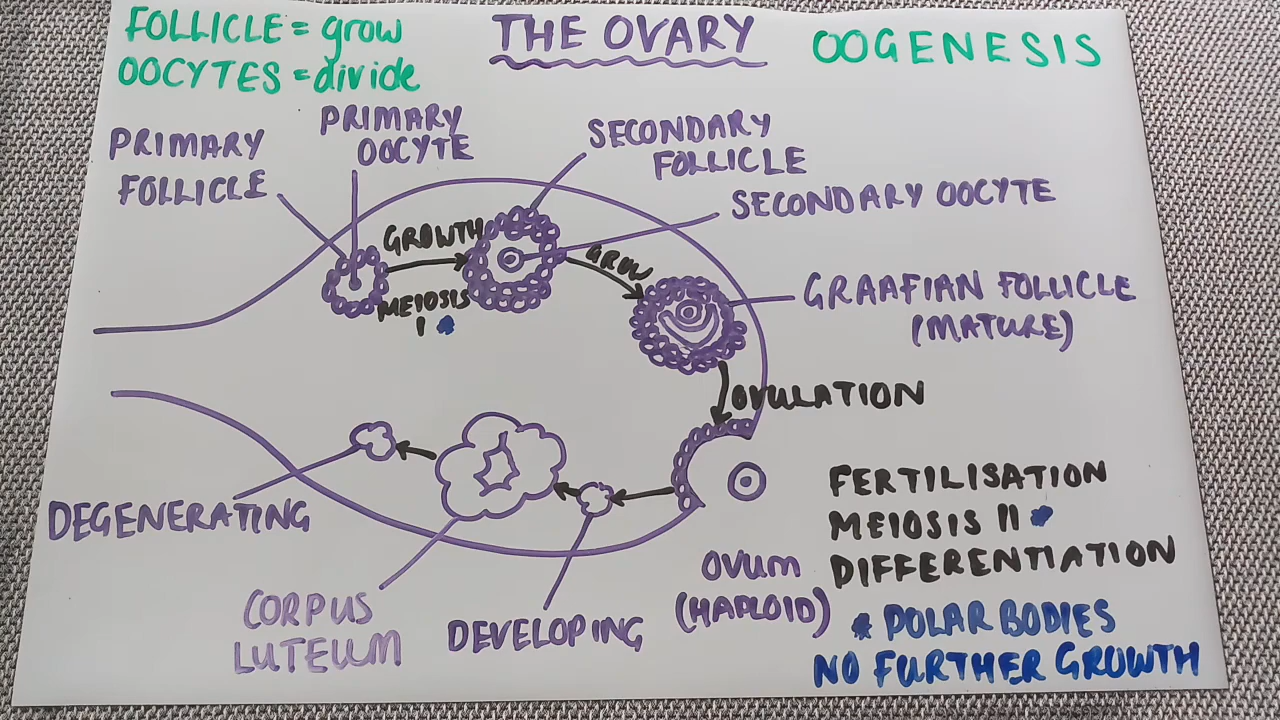 FOLLICLE = grow
OOCYTES = divide
THE OVARY
OOGENESIS
PRIMARY
FOLLICLE
PRIMARY
OOCYTE
SECONDARY
FOLLICLE
SECONDARY OOCYTE
GROWTH
MEIOSIS
I *
GROW
GRAAFIAN FOLLICLE
(MATURE)
OVULATION
FERTILISATION
MEIOSIS II *
DIFFERENTIATION
OVUM
(HAPLOID)
* POLAR BODIES
NO FURTHER GROWTH
DEVELOPING
CORPUS
LUTEUM
DEGENERATING